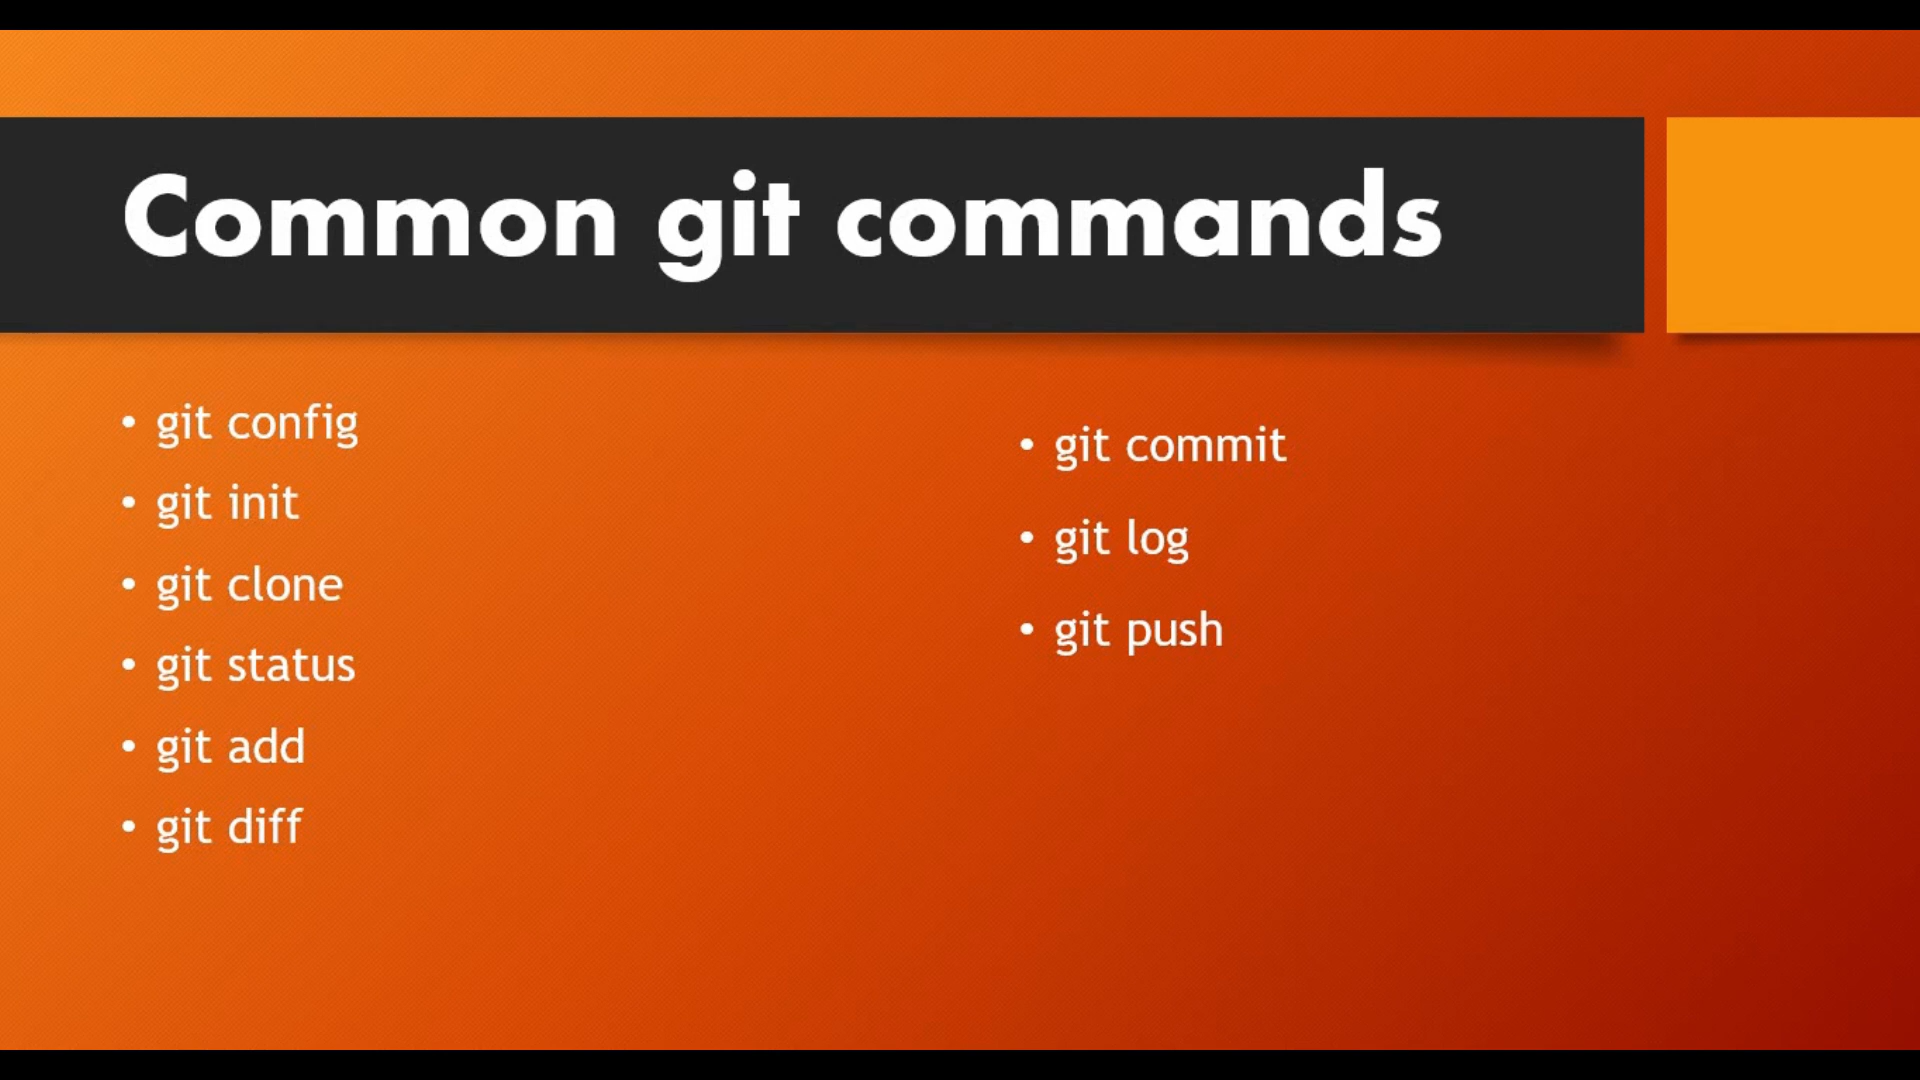 Common git commands
• git config
• git init
• git clone
• git status
• git add
• git diff
• git commit
• git log
• git push